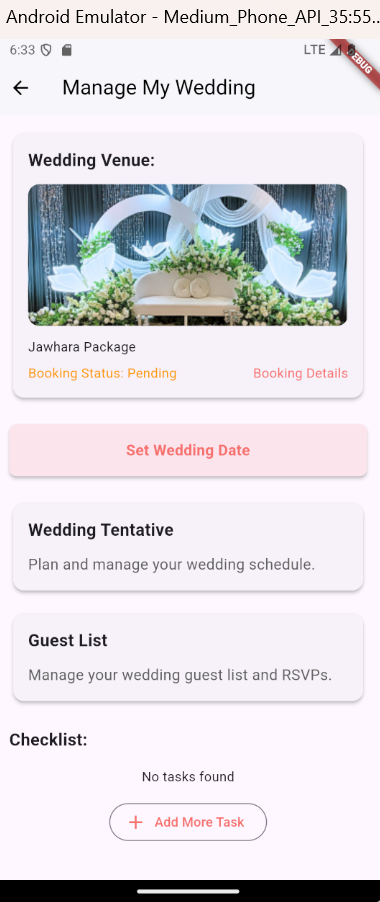 Android Emulator - Medium_Phone_API_35:55..
6:33
LTE
Manage My Wedding
Wedding Venue:
Jawhara Package
Booking Status: Pending
Booking Details
Set Wedding Date
Wedding Tentative
Plan and manage your wedding schedule.
Guest List
Manage your wedding guest list and RSVPs.
Checklist:
No tasks found
Add More Task